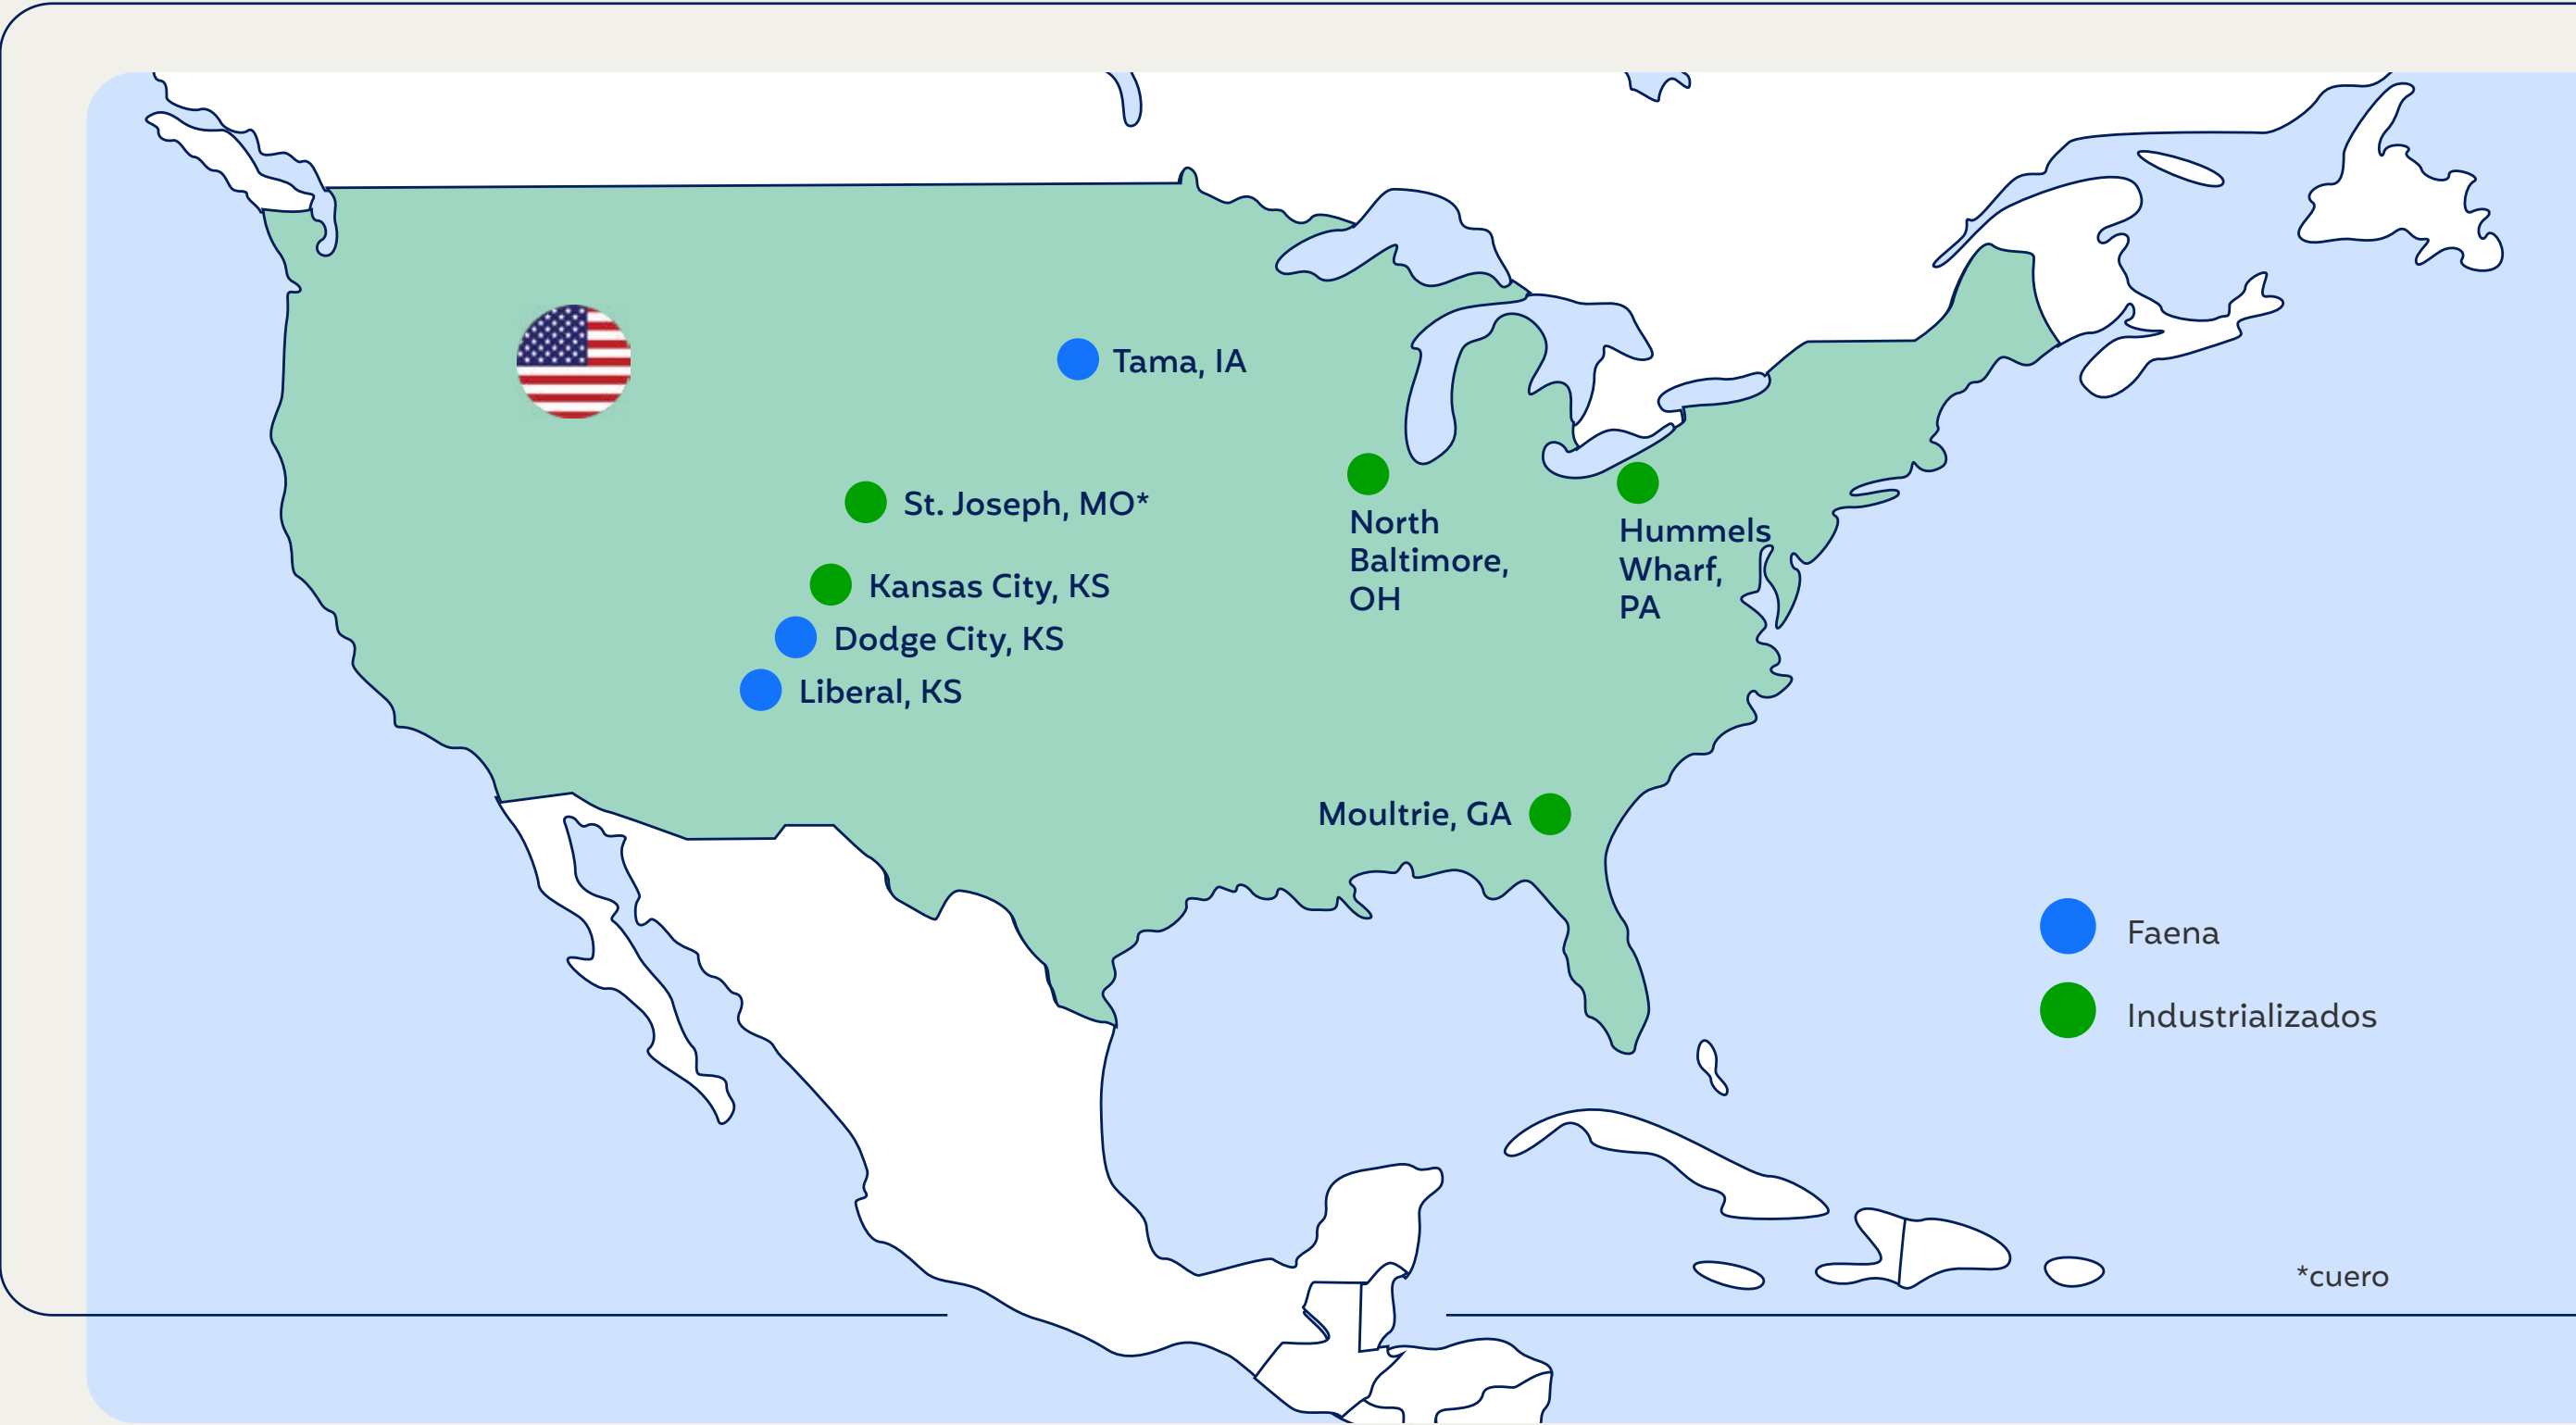 Tama, IA
St. Joseph, MO*
North
Baltimore,
OH
Hummels
Wharf,
PA
Kansas City, KS
Dodge City, KS
Liberal, KS
Moultrie, GA
Faena
Industrializados
*cuero